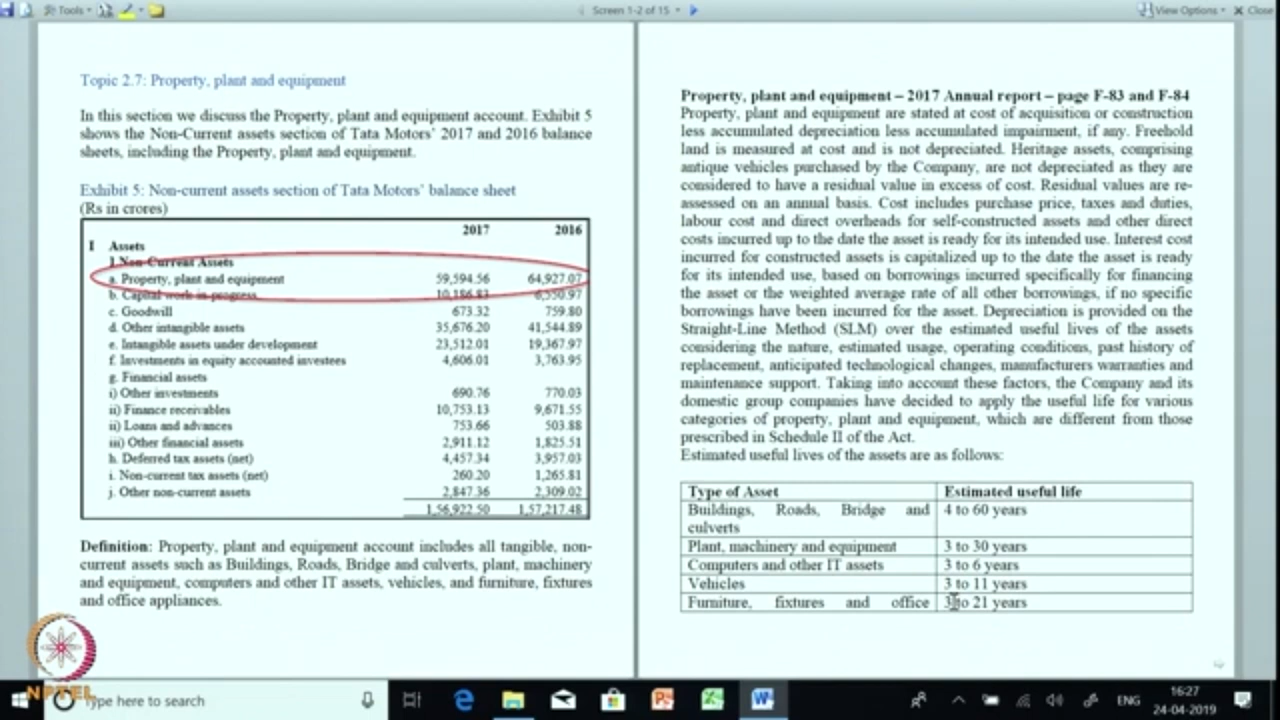 Tools
Screen 1-2 of 15
View Options
Close
Topic 2.7: Property, plant and equipment
In this section we discuss the Property, plant and equipment account. Exhibit 5
shows the Non-Current assets section of Tata Motors' 2017 and 2016 balance
sheets, including the Property, plant and equipment.
Exhibit 5: Non-current assets section of Tata Motors' balance sheet
(Rs in crores)
2017 2016
I Assets
1.Non-Current Assets
a. Property, plant and equipment 59,594.56 64,927.07
b. Capital work-in-progress 10,186.83 6,550.97
c. Goodwill 673.32 759.80
d. Other intangible assets 35,676.20 41,544.89
e. Intangible assets under development 23,512.01 19,367.97
f. Investments in equity accounted investees 4,606.01 3,763.95
g. Financial assets
i) Other investments 690.76 770.03
ii) Finance receivables 10,753.13 9,671.55
ii) Loans and advances 753.66 503.88
iii) Other financial assets 2,911.12 1,825.51
h. Deferred tax assets (net) 4,457.34 3,957.03
i. Non-current tax assets (net) 260.20 1,265.81
j. Other non-current assets 2,847.36 2,309.02
1,56,922.50 1,57,217.48
Definition: Property, plant and equipment account includes all tangible, non-
current assets such as Buildings, Roads, Bridge and culverts, plant, machinery
and equipment, computers and other IT assets, vehicles, and furniture, fixtures
and office appliances.
Property, plant and equipment – 2017 Annual report – page F-83 and F-84
Property, plant and equipment are stated at cost of acquisition or construction
less accumulated depreciation less accumulated impairment, if any. Freehold
land is measured at cost and is not depreciated. Heritage assets, comprising
antique vehicles purchased by the Company, are not depreciated as they are
considered to have a residual value in excess of cost. Residual values are re-
assessed on an annual basis. Cost includes purchase price, taxes and duties,
labour cost and direct overheads for self-constructed assets and other direct
costs incurred up to the date the asset is ready for its intended use. Interest cost
incurred for constructed assets is capitalized up to the date the asset is ready
for its intended use, based on borrowings incurred specifically for financing
the asset or the weighted average rate of all other borrowings, if no specific
borrowings have been incurred for the asset. Depreciation is provided on the
Straight-Line Method (SLM) over the estimated useful lives of the assets
considering the nature, estimated usage, operating conditions, past history of
replacement, anticipated technological changes, manufacturers warranties and
maintenance support. Taking into account these factors, the Company and its
domestic group companies have decided to apply the useful life for various
categories of property, plant and equipment, which are different from those
prescribed in Schedule II of the Act.
Estimated useful lives of the assets are as follows:
Type of Asset Estimated useful life
Buildings, Roads, Bridge and 4 to 60 years
culverts
Plant, machinery and equipment 3 to 30 years
Computers and other IT assets 3 to 6 years
Vehicles 3 to 11 years
Furniture, fixtures and office 3 to 21 years
NPTEL
Type here to search
ENG
16:27
24-04-2019